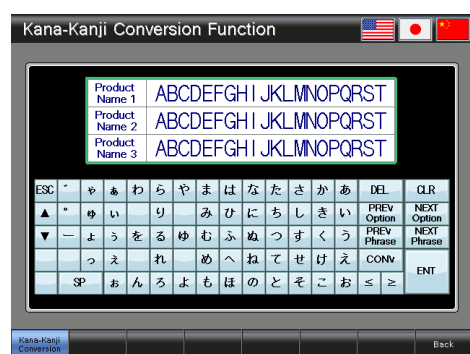 Kana-Kanji Conversion Function
Product Name 1 ABCDEFGHIJKLMNOPQRST
Product Name 2 ABCDEFGHIJKLMNOPQRST
Product Name 3 ABCDEFGHIJKLMNOPQRST
ESC ゛ ゃ ぁ わ ら や ま は な た さ か あ DEL CLR
▲ ゜ ゅ ぃ り み ひ に ち し き い PREV Option NEXT Option
▼ ー ょ ぅ を る ゆ む ふ ぬ つ す く う PREV Phrase NEXT Phrase
っ ぇ れ め へ ね て せ け え CONV ENT
SP ぉ ん ろ よ も ほ の と そ こ お ≤ ≥
Kana-Kanji Conversion Back